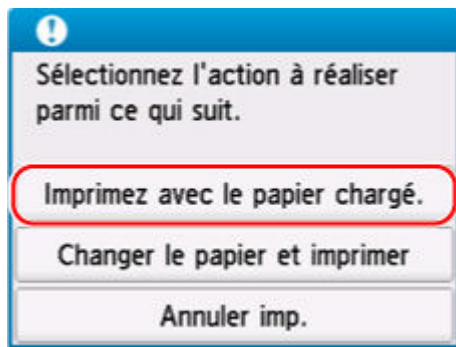 Sélectionnez l'action à réaliser
parmi ce qui suit.
Imprimez avec le papier chargé.
Changer le papier et imprimer
Annuler imp.